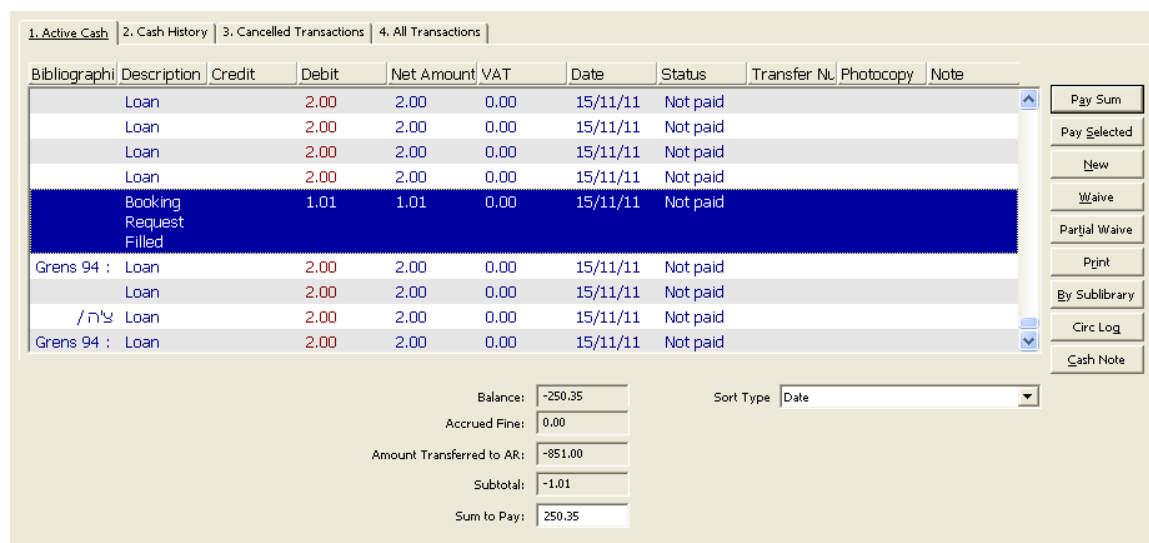 1. Active Cash 2. Cash History 3. Cancelled Transactions 4. All Transactions
Bibliographi Description Credit Debit Net Amount VAT Date Status Transfer Nu Photocopy Note
Loan 2.00 2.00 0.00 15/11/11 Not paid
Pay Sum
Loan 2.00 2.00 0.00 15/11/11 Not paid
Pay Selected
Loan 2.00 2.00 0.00 15/11/11 Not paid
New
Loan 2.00 2.00 0.00 15/11/11 Not paid
Booking 1.01 1.01 0.00 15/11/11 Not paid
Request
Filled
Waive
Partial Waive
Grens 94 : Loan 2.00 2.00 0.00 15/11/11 Not paid
Print
Loan 2.00 2.00 0.00 15/11/11 Not paid
By Sublibrary
צ'ה / Loan 2.00 2.00 0.00 15/11/11 Not paid
Circ Log
Grens 94 : Loan 2.00 2.00 0.00 15/11/11 Not paid
Cash Note
Balance: -250.35 Sort Type Date
Accrued Fine: 0.00
Amount Transferred to AR: -851.00
Subtotal: -1.01
Sum to Pay: 250.35